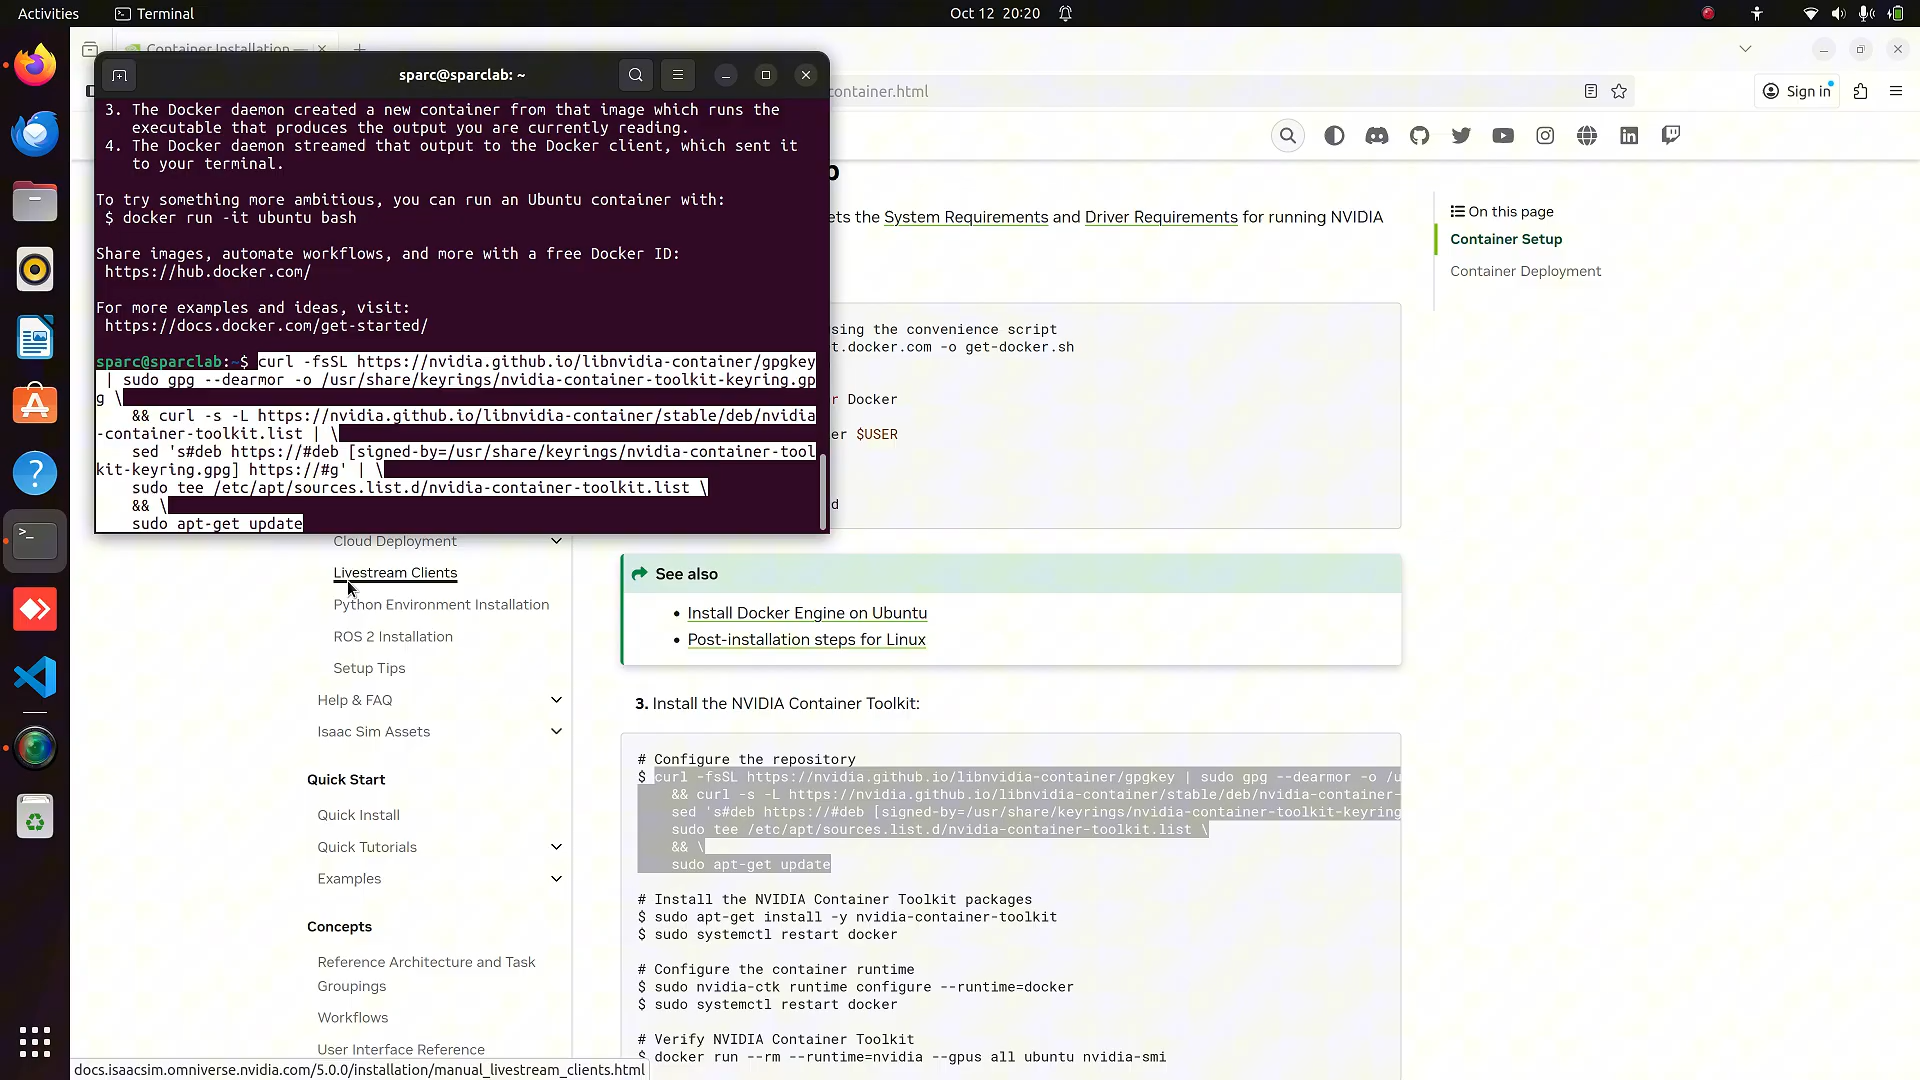 Activities
Terminal
Oct 12 20:20
Container Installation —
sparc@sparclab: ~
container.html
Sign in
3. The Docker daemon created a new container from that image which runs the
executable that produces the output you are currently reading.
4. The Docker daemon streamed that output to the Docker client, which sent it
to your terminal.
To try something more ambitious, you can run an Ubuntu container with:
$ docker run -it ubuntu bash
Share images, automate workflows, and more with a free Docker ID:
https://hub.docker.com/
For more examples and ideas, visit:
https://docs.docker.com/get-started/
sparc@sparclab:~$ curl -fsSL https://nvidia.github.io/libnvidia-container/gpgkey
| sudo gpg --dearmor -o /usr/share/keyrings/nvidia-container-toolkit-keyring.gp
g \
&& curl -s -L https://nvidia.github.io/libnvidia-container/stable/deb/nvidia
-container-toolkit.list | \
sed 's#deb https://#deb [signed-by=/usr/share/keyrings/nvidia-container-tool
kit-keyring.gpg] https://#g' | \
sudo tee /etc/apt/sources.list.d/nvidia-container-toolkit.list \
&& \
sudo apt-get update
ets the System Requirements and Driver Requirements for running NVIDIA
sing the convenience script
t.docker.com -o get-docker.sh
r Docker
er $USER
d
On this page
Container Setup
Container Deployment
Cloud Deployment
Livestream Clients
Python Environment Installation
ROS 2 Installation
Setup Tips
Help & FAQ
Isaac Sim Assets
Quick Start
Quick Install
Quick Tutorials
Examples
Concepts
Reference Architecture and Task
Groupings
Workflows
User Interface Reference
See also
• Install Docker Engine on Ubuntu
• Post-installation steps for Linux
3. Install the NVIDIA Container Toolkit:
# Configure the repository
$ curl -fsSL https://nvidia.github.io/libnvidia-container/gpgkey | sudo gpg --dearmor -o /u
&& curl -s -L https://nvidia.github.io/libnvidia-container/stable/deb/nvidia-container-
sed 's#deb https://#deb [signed-by=/usr/share/keyrings/nvidia-container-toolkit-keyring
sudo tee /etc/apt/sources.list.d/nvidia-container-toolkit.list \
&& \
sudo apt-get update
# Install the NVIDIA Container Toolkit packages
$ sudo apt-get install -y nvidia-container-toolkit
$ sudo systemctl restart docker
# Configure the container runtime
$ sudo nvidia-ctk runtime configure --runtime=docker
$ sudo systemctl restart docker
# Verify NVIDIA Container Toolkit
$ docker run --rm --runtime=nvidia --gpus all ubuntu nvidia-smi
docs.isaacsim.omniverse.nvidia.com/5.0.0/installation/manual_livestream_clients.html